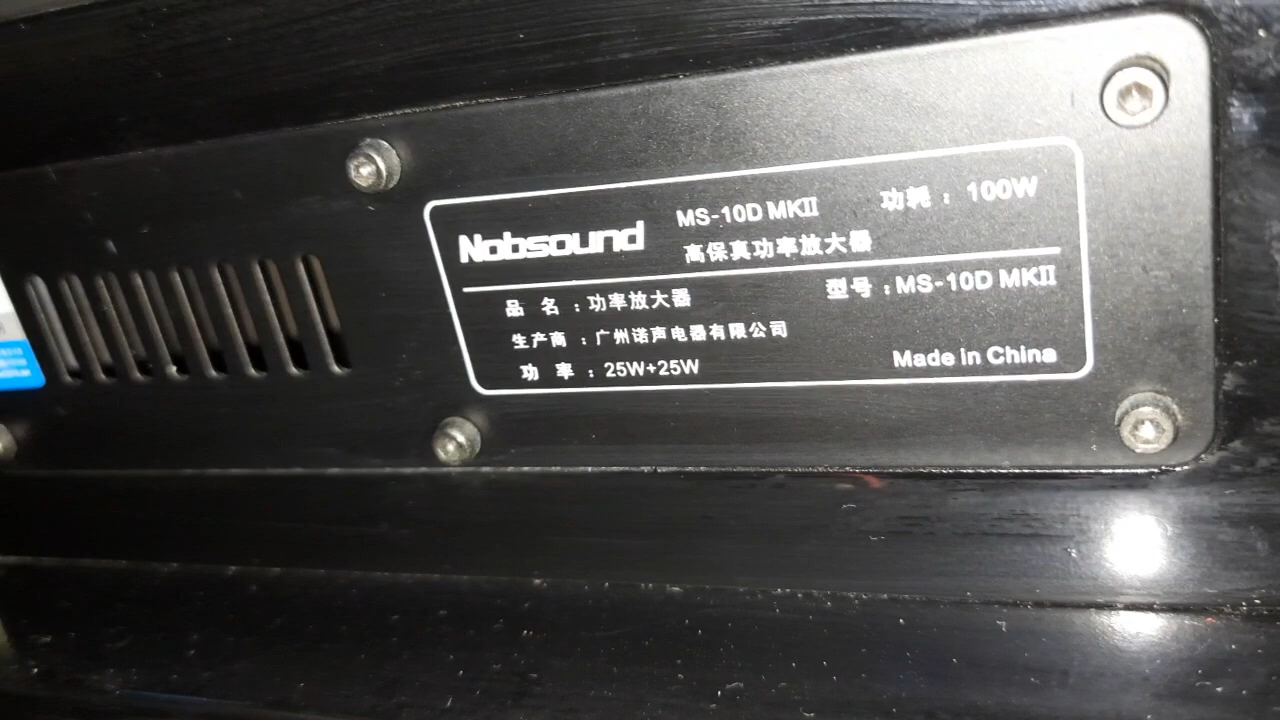 Nobsound
MS-10D MKII 功耗：100W
高保真功率放大器
品 名：功率放大器 型号：MS-10D MKII
生产商：广州诺声电器有限公司
功 率：25W+25W Made in China